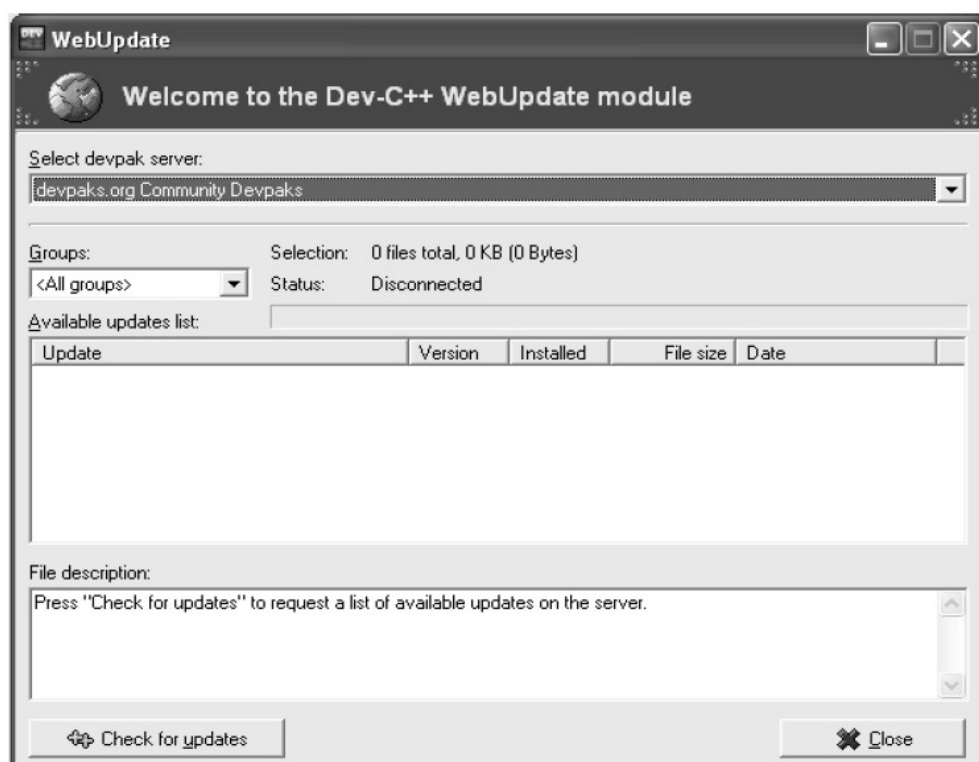 DEV WebUpdate
Welcome to the Dev-C++ WebUpdate module
Select devpak server:
devpaks.org Community Devpaks
Groups:
Selection: 0 files total, 0 KB (0 Bytes)
<All groups>
Status: Disconnected
Available updates list:
Update Version Installed File size Date
File description:
Press "Check for updates" to request a list of available updates on the server.
Check for updates
Close